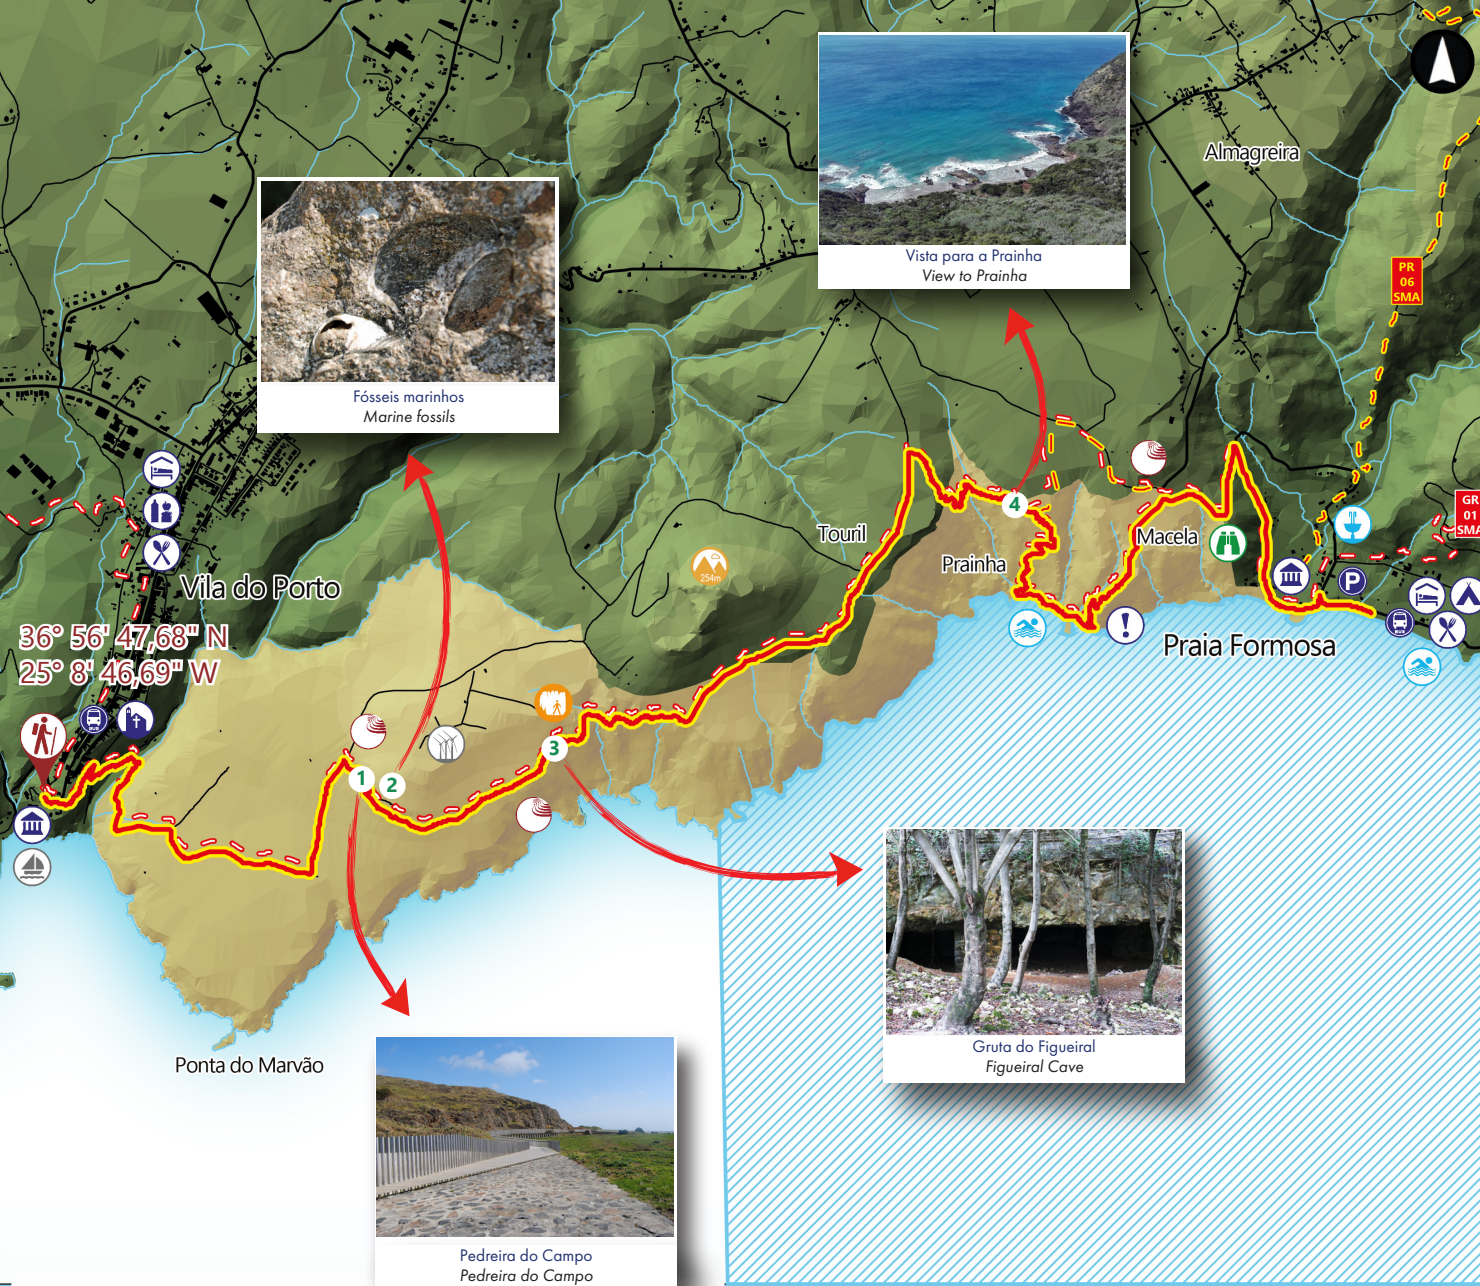 Vista para a Prainha
View to Prainha
Almagreira
PR
06
SMA
Fósseis marinhos
Marine fossils
GR
01
SMA
4
Touril
Macela
Prainha
254m
Vila do Porto
P
36° 56' 47,68" N
25° 8' 46,69" W
BUS
!
BUS
Praia Formosa
3
1
2
Gruta do Figueiral
Figueiral Cave
Ponta do Marvão
Pedreira do Campo
Pedreira do Campo